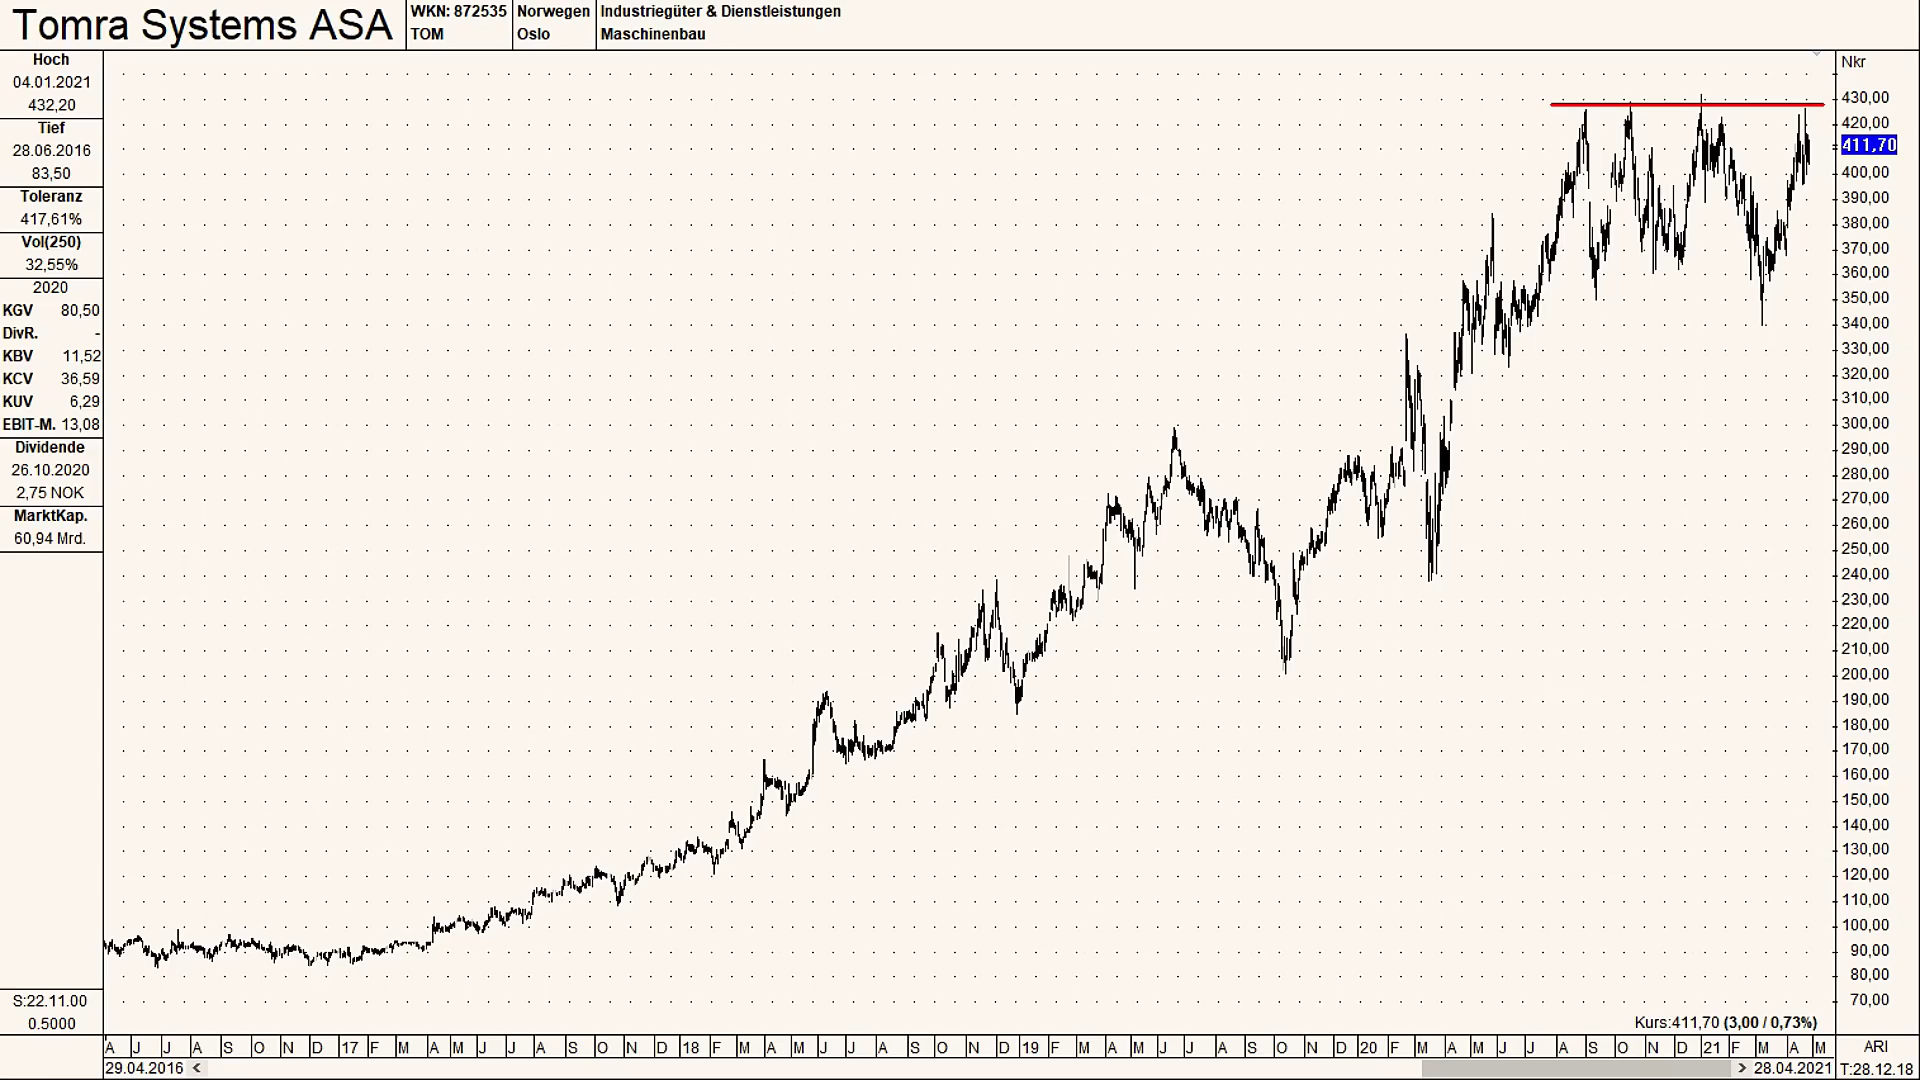 Tomra Systems ASA
WKN: 872535
TOM
Norwegen
Oslo
Industriegüter & Dienstleistungen
Maschinenbau
Hoch
04.01.2021
432,20
Tief
28.06.2016
83,50
Toleranz
417,61%
Vol(250)
32,55%
2020
KGV 80,50
DivR. -
KBV 11,52
KCV 36,59
KUV 6,29
EBIT-M. 13,08
Dividende
26.10.2020
2,75 NOK
MarktKap.
60,94 Mrd.
S:22.11.00
0.5000
Nkr
430,00
420,00
411,70
400,00
390,00
380,00
370,00
360,00
350,00
340,00
330,00
320,00
310,00
300,00
290,00
280,00
270,00
260,00
250,00
240,00
230,00
220,00
210,00
200,00
190,00
180,00
170,00
160,00
150,00
140,00
130,00
120,00
110,00
100,00
90,00
80,00
70,00
Kurs:411,70 (3,00 / 0,73%)
A J J A S O N D 17 F M A M J J A S O N D 18 F M A M J J A S O N D 19 F M A M J J A S O N D 20 F M A M J J A S O N D 21 F M A M
ARI
29.04.2016 < > 28.04.2021 T:28.12.18